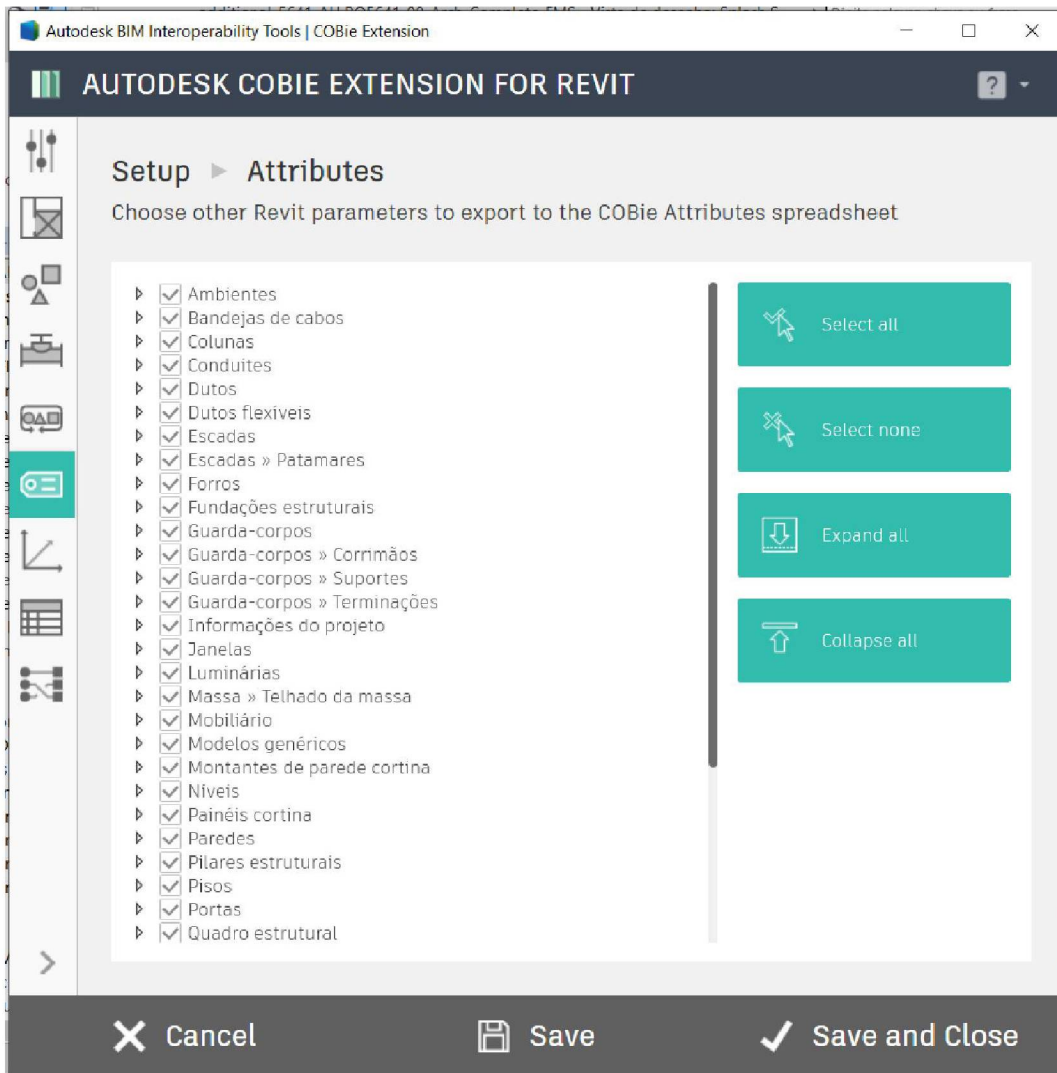 Autodesk BIM Interoperability Tools | COBie Extension
AUTODESK COBIE EXTENSION FOR REVIT
?
Setup Attributes
Choose other Revit parameters to export to the COBie Attributes spreadsheet
Ambientes
Bandejas de cabos
Colunas
Conduites
Dutos
Dutos flexíveis
Escadas
Escadas » Patamares
Forros
Fundações estruturais
Guarda-corpos
Guarda-corpos » Corrimãos
Guarda-corpos » Suportes
Guarda-corpos » Terminações
Informações do projeto
Janelas
Luminárias
Massa » Telhado da massa
Mobiliário
Modelos genéricos
Montantes de parede cortina
Níveis
Painéis cortina
Paredes
Pilares estruturais
Pisos
Portas
Quadro estrutural
Select all
Select none
Expand all
Collapse all
Cancel
Save
Save and Close